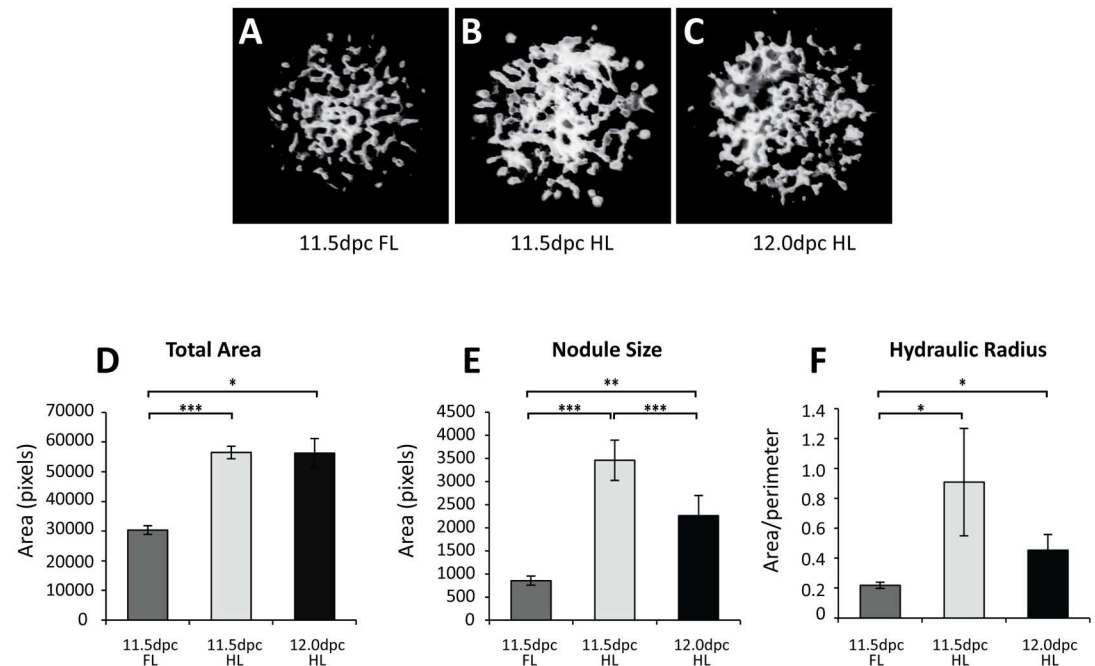 A
B
C
11.5dpc FL
11.5dpc HL
12.0dpc HL
D
Total Area
*
***
Area (pixels)
70000
60000
50000
40000
30000
20000
10000
0
11.5dpc
FL
11.5dpc
HL
12.0dpc
HL
E
Nodule Size
**
***
***
Area (pixels)
4500
4000
3500
3000
2500
2000
1500
1000
500
0
11.5dpc
FL
11.5dpc
HL
12.0dpc
HL
F
Hydraulic Radius
*
*
Area/perimeter
1.4
1.2
1.0
0.8
0.6
0.4
0.2
0
11.5dpc
FL
11.5dpc
HL
12.0dpc
HL